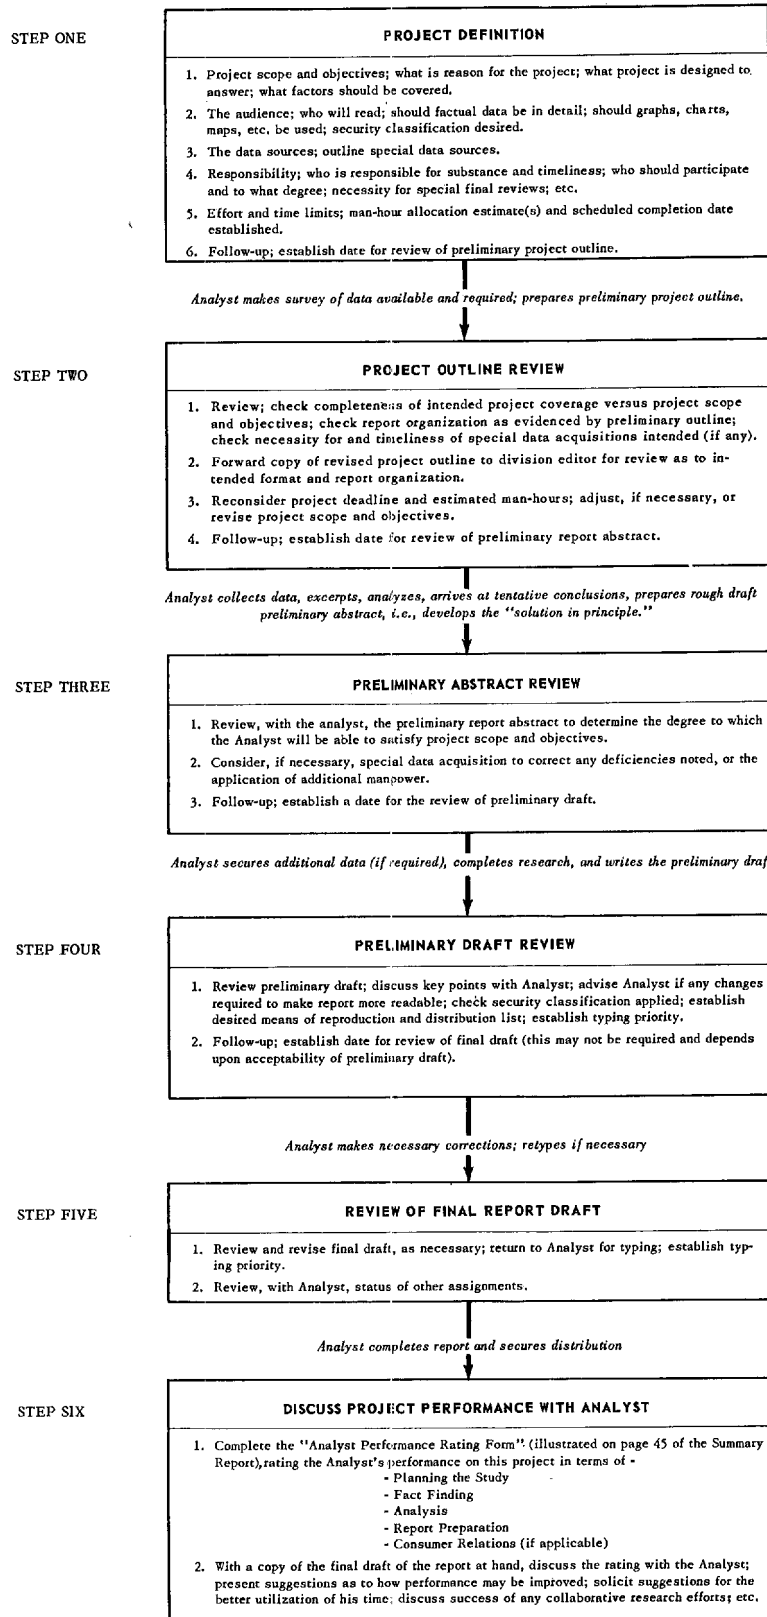 STEP ONE
PROJECT DEFINITION
1. Project scope and objectives; what is reason for the project; what project is designed to
answer; what factors should be covered.
2. The audience; who will read; should factual data be in detail; should graphs, charts,
maps, etc. be used; security classification desired.
3. The data sources; outline special data sources.
4. Responsibility; who is responsible for substance and timeliness; who should participate
and to what degree; necessity for special final reviews; etc.
5. Effort and time limits; man-hour allocation estimate(s) and scheduled completion date
established.
6. Follow-up; establish date for review of preliminary project outline.
Analyst makes survey of data available and required; prepares preliminary project outline.
STEP TWO
PROJECT OUTLINE REVIEW
1. Review; check completeness of intended project coverage versus project scope
and objectives; check report organization as evidenced by preliminary outline;
check necessity for and timeliness of special data acquisitions intended (if any).
2. Forward copy of revised project outline to division editor for review as to in-
tended format and report organization.
3. Reconsider project deadline and estimated man-hours; adjust, if necessary, or
revise project scope and objectives.
4. Follow-up; establish date for review of preliminary report abstract.
Analyst collects data, excerpts, analyzes, arrives at tentative conclusions, prepares rough draft
preliminary abstract, i.e., develops the "solution in principle."
STEP THREE
PRELIMINARY ABSTRACT REVIEW
1. Review, with the analyst, the preliminary report abstract to determine the degree to which
the Analyst will be able to satisfy project scope and objectives.
2. Consider, if necessary, special data acquisition to correct any deficiencies noted, or the
application of additional manpower.
3. Follow-up; establish a date for the review of preliminary draft.
Analyst secures additional data (if required), completes research, and writes the preliminary draf
STEP FOUR
PRELIMINARY DRAFT REVIEW
1. Review preliminary draft; discuss key points with Analyst; advise Analyst if any changes
required to make report more readable; check security classification applied; establish
desired means of reproduction and distribution list; establish typing priority.
2. Follow-up; establish date for review of final draft (this may not be required and depends
upon acceptability of preliminary draft).
Analyst makes necessary corrections; retypes if necessary
STEP FIVE
REVIEW OF FINAL REPORT DRAFT
1. Review and revise final draft, as necessary; return to Analyst for typing; establish typ-
ing priority.
2. Review, with Analyst, status of other assignments.
Analyst completes report and secures distribution
STEP SIX
DISCUSS PROJECT PERFORMANCE WITH ANALYST
1. Complete the "Analyst Performance Rating Form" (illustrated on page 45 of the Summary
Report), rating the Analyst's performance on this project in terms of -
- Planning the Study
- Fact Finding
- Analysis
- Report Preparation
- Consumer Relations (if applicable)
2. With a copy of the final draft of the report at hand, discuss the rating with the Analyst;
present suggestions as to how performance may be improved; solicit suggestions for the
better utilization of his time; discuss success of any collaborative research efforts; etc.